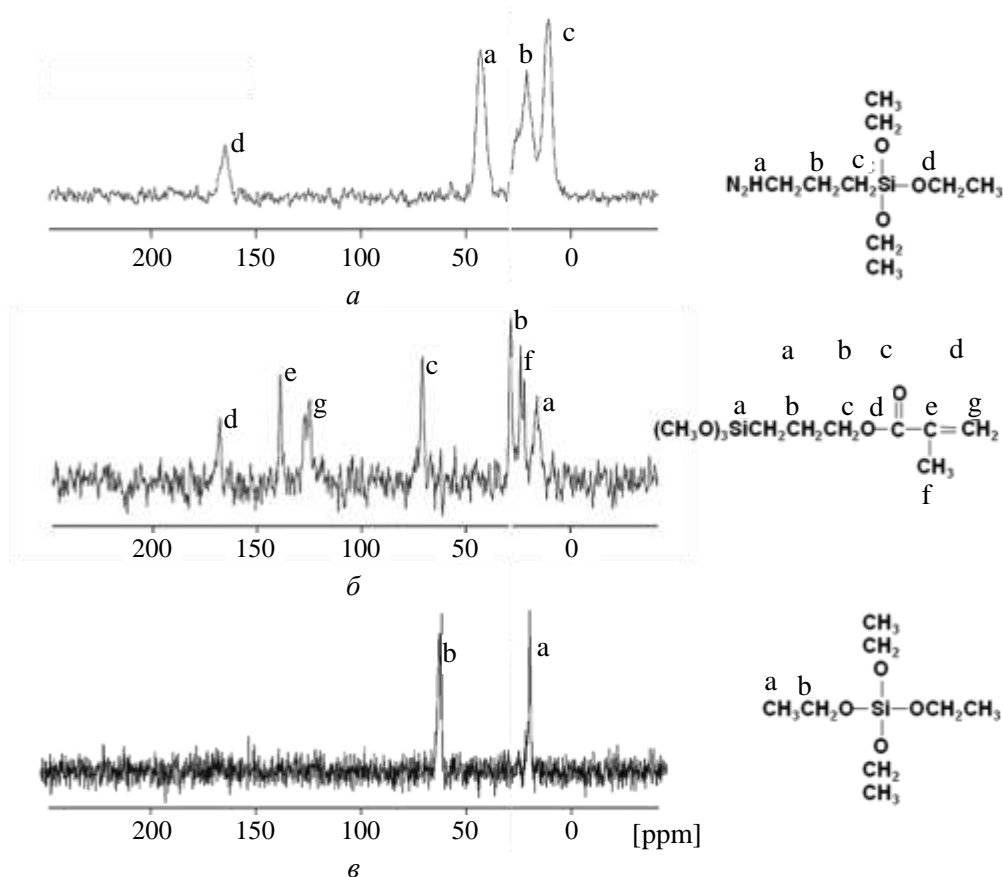 c
a
b
d
CH₃
CH₂
O
a b c d
N₂HCH₂CH₂CH₂Si–OCH₂CH₃
O
CH₂
CH₃
200 150 100 50 0
а
b
f
e
c
g
d
a
a b c d
O
a b c d e g
(CH₃O)₃SiCH₂CH₂CH₂O–C–C=CH₂
CH₃
f
200 150 100 50 0
б
b
a
CH₃
CH₂
O
a b
CH₃CH₂O–Si–OCH₂CH₃
O
CH₂
CH₃
200 150 100 50 0 [ppm]
в